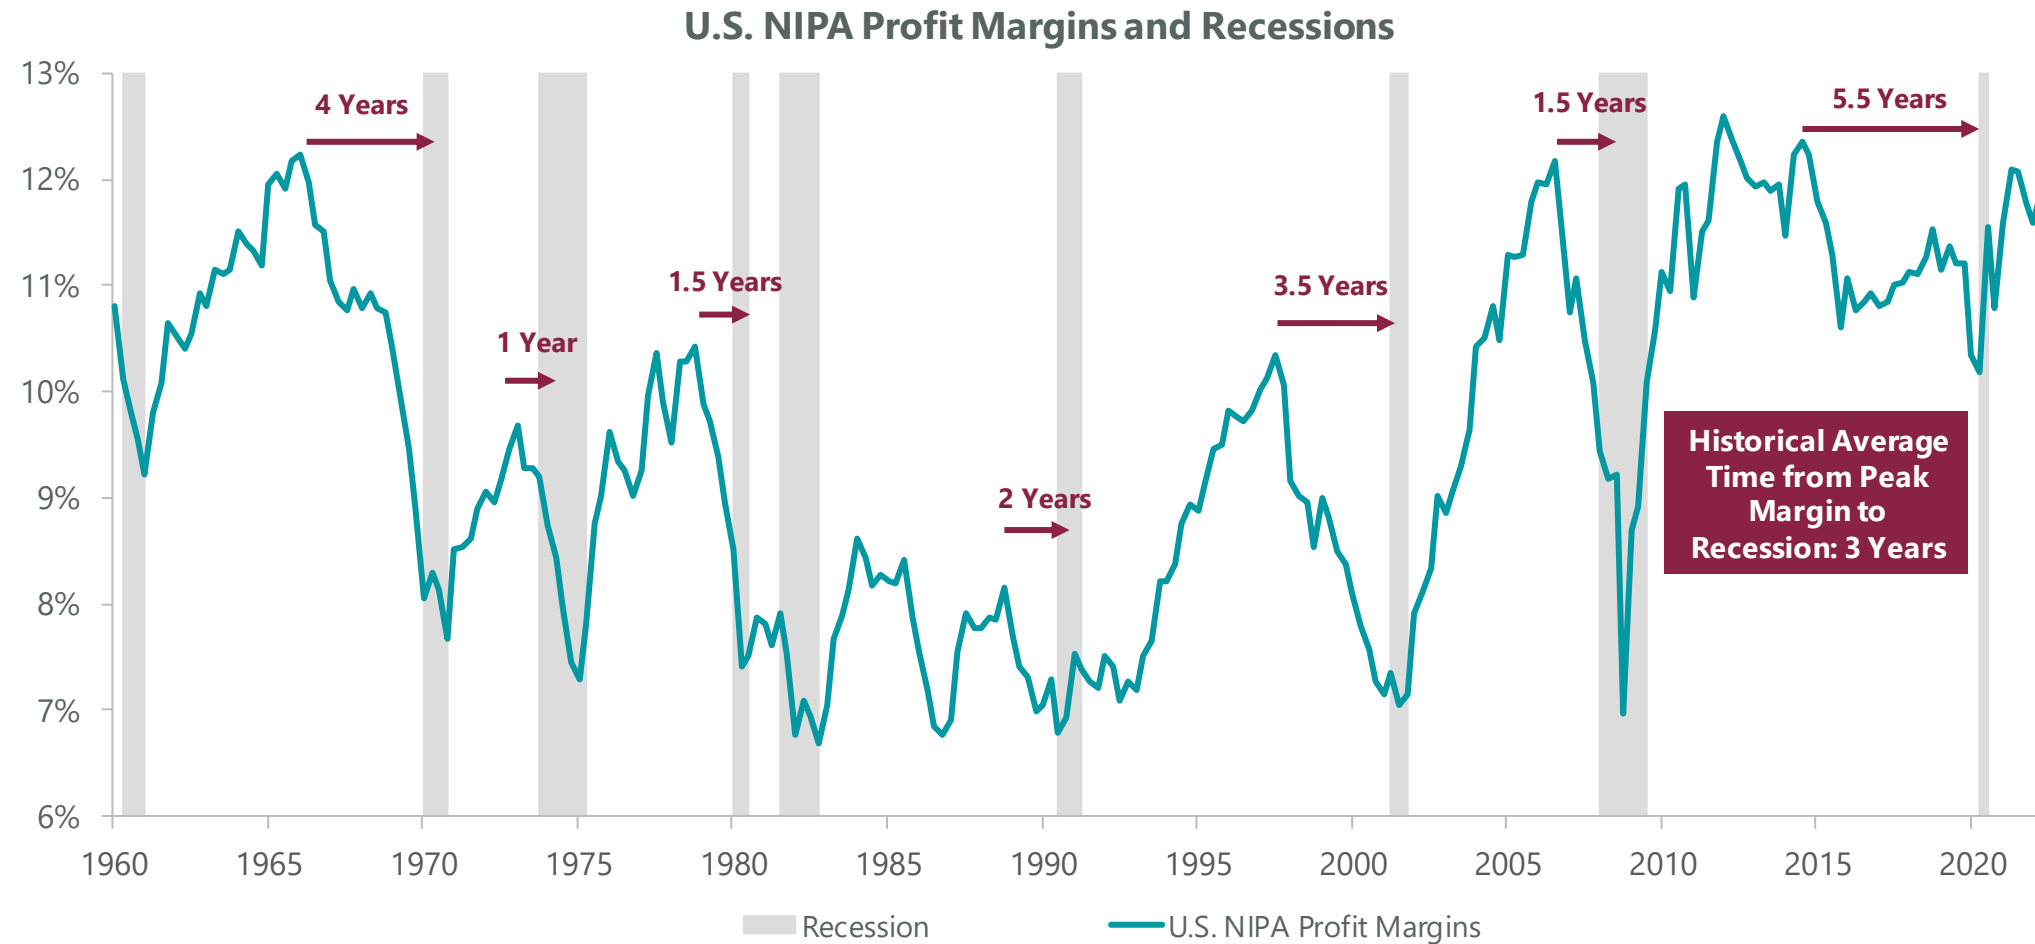 U.S. NIPA Profit Margins and Recessions
13%
12%
11%
10%
9%
8%
7%
6%
4 Years
1 Year
1.5 Years
2 Years
3.5 Years
1.5 Years
5.5 Years
Historical Average
Time from Peak
Margin to
Recession: 3 Years
1960 1965 1970 1975 1980 1985 1990 1995 2000 2005 2010 2015 2020
Recession U.S. NIPA Profit Margins